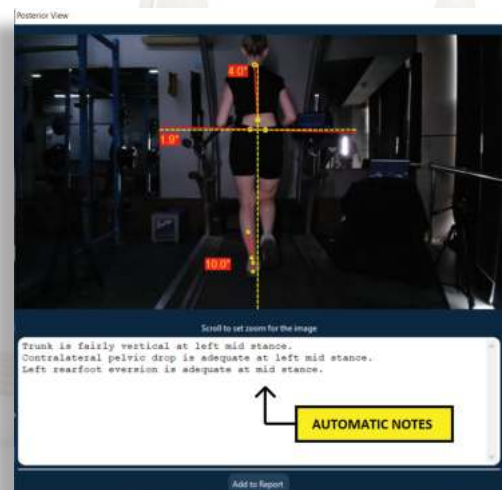 Posterior View
4.0°
1.9°
10.0°
Scroll to set zoom for the image
Trunk is fairly vertical at left mid stance.
Contralateral pelvic drop is adequate at left mid stance.
Left rearfoot eversion is adequate at mid stance.
AUTOMATIC NOTES
Add to Report